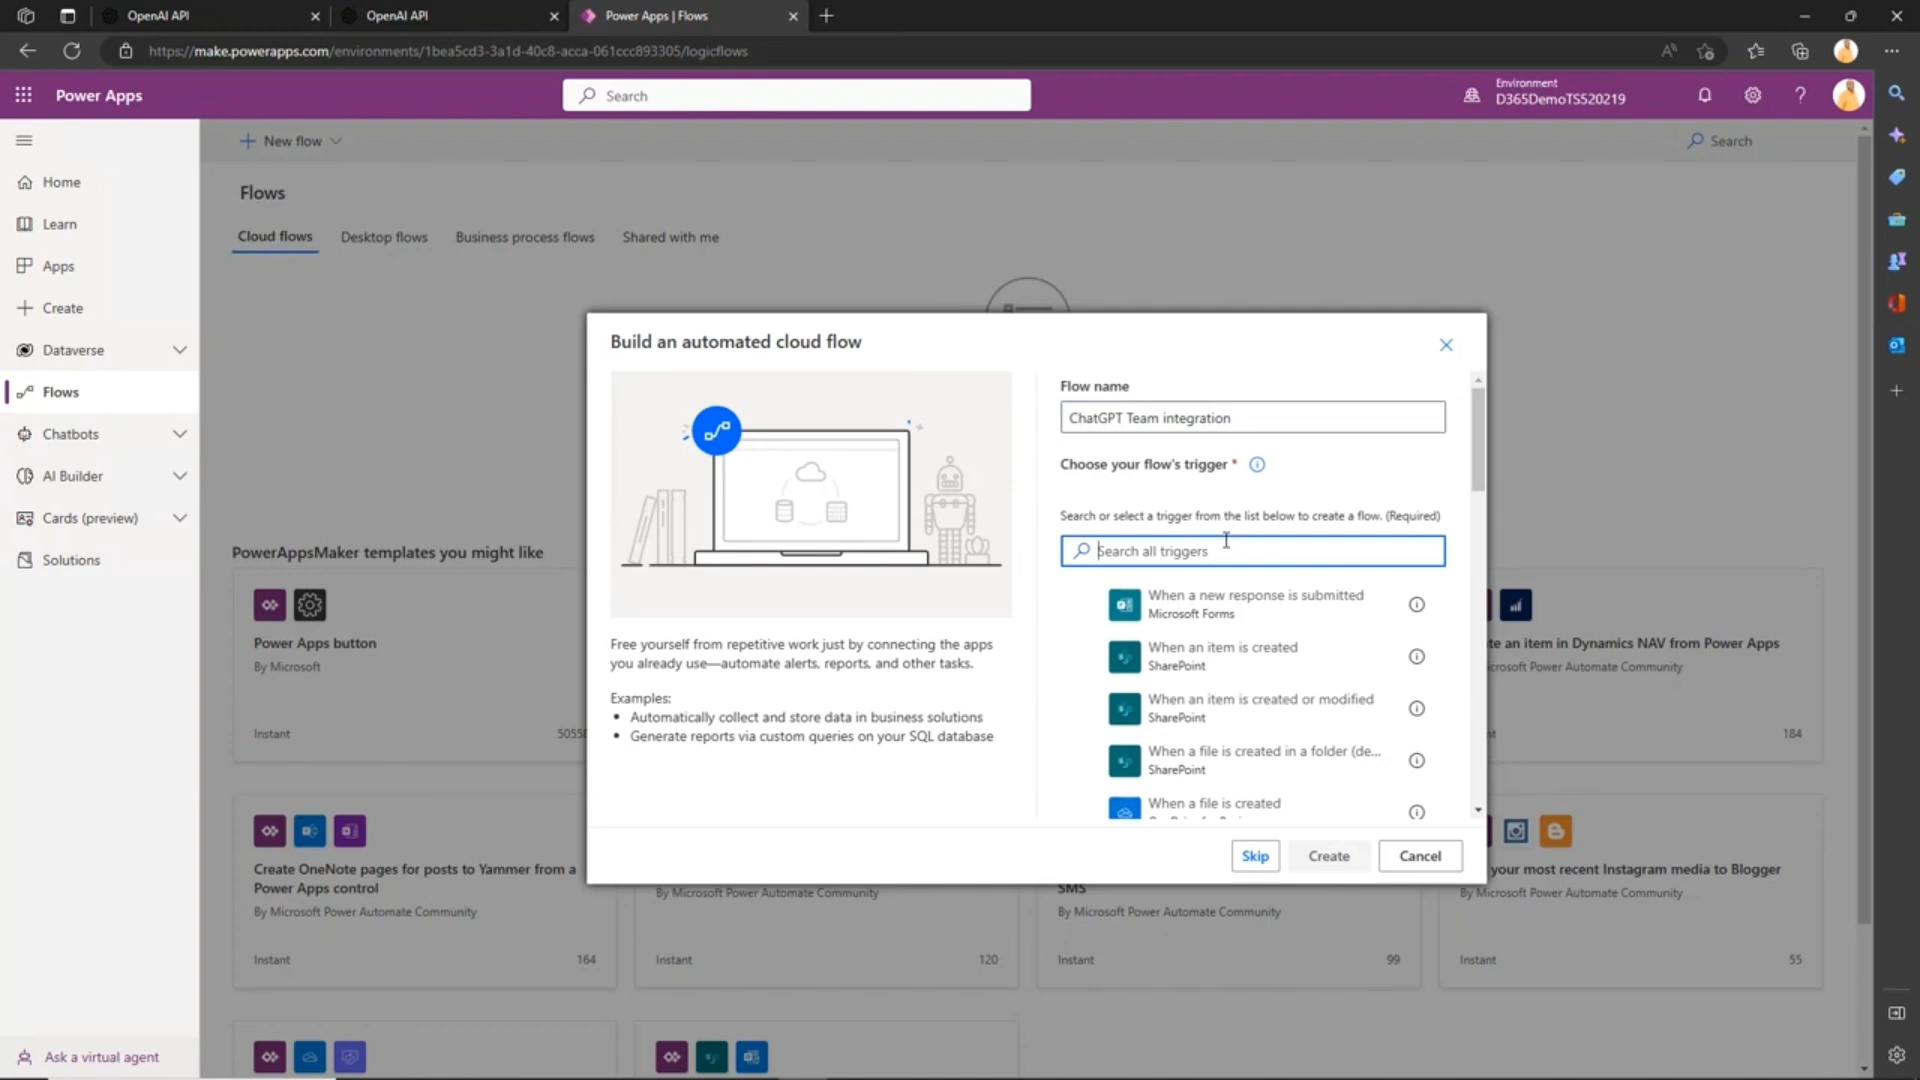 OpenAI API
OpenAI API
Power Apps | Flows
https://make.powerapps.com/environments/1bea5cd3-3a1d-40c8-acca-061ccc893305/logicflows
Power Apps
Search
Environment
D365DemoTS520219
Home
Learn
Apps
Create
Dataverse
Flows
Chatbots
AI Builder
Cards (preview)
Solutions
Ask a virtual agent
New flow
Search
Flows
Cloud flows
Desktop flows
Business process flows
Shared with me
Build an automated cloud flow
Free yourself from repetitive work just by connecting the apps
you already use—automate alerts, reports, and other tasks.
Examples:
• Automatically collect and store data in business solutions
• Generate reports via custom queries on your SQL database
Flow name
ChatGPT Team integration
Choose your flow's trigger *
Search or select a trigger from the list below to create a flow. (Required)
Search all triggers
When a new response is submitted
Microsoft Forms
When an item is created
SharePoint
When an item is created or modified
SharePoint
When a file is created in a folder (de...
SharePoint
When a file is created
Skip
Create
Cancel
PowerAppsMaker templates you might like
Power Apps button
By Microsoft
Instant
5055
te an item in Dynamics NAV from Power Apps
icrosoft Power Automate Community
nt
184
Create OneNote pages for posts to Yammer from a
Power Apps control
By Microsoft Power Automate Community
Instant
164
By Microsoft Power Automate Community
Instant
120
SMS
By Microsoft Power Automate Community
Instant
99
your most recent Instagram media to Blogger
By Microsoft Power Automate Community
Instant
55